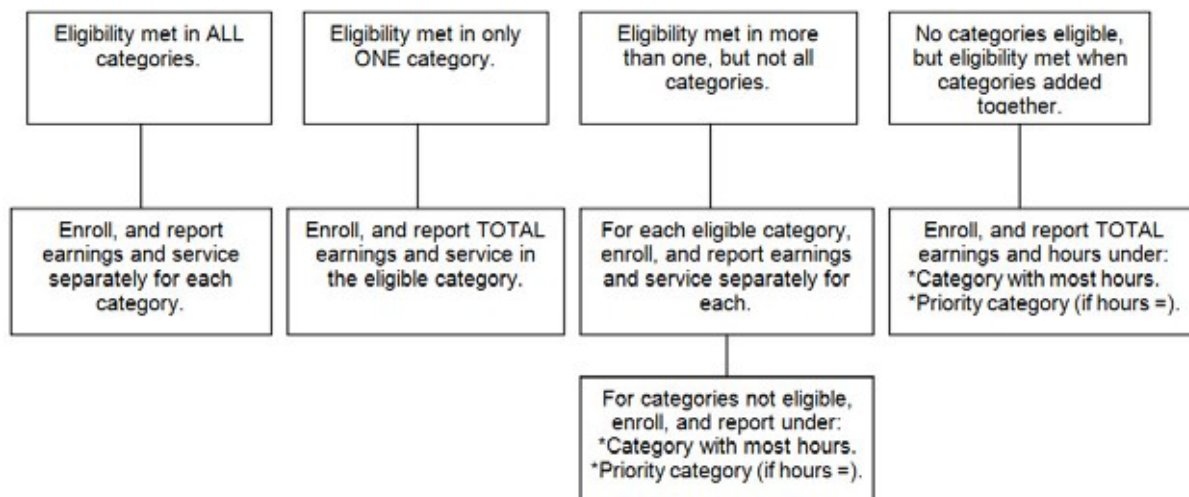 Eligibility met in ALL
categories.
Eligibility met in only
ONE category.
Eligibility met in more
than one, but not all
categories.
No categories eligible,
but eligibility met when
categories added
together.
Enroll, and report
earnings and service
separately for each
category.
Enroll, and report TOTAL
earnings and service in
the eligible category.
For each eligible category,
enroll, and report earnings
and service separately for
each.
Enroll, and report TOTAL
earnings and hours under:
*Category with most hours.
*Priority category (if hours =).
For categories not eligible,
enroll, and report under:
*Category with most hours.
*Priority category (if hours =).